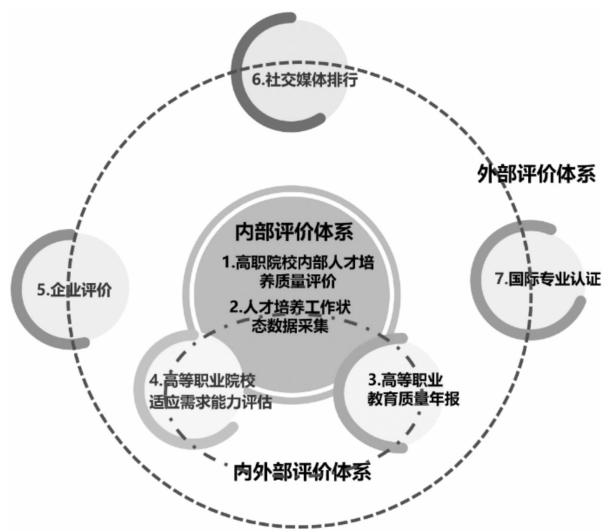 6.社交媒体排行
外部评价体系
内部评价体系
1.高职院校内部人才培
养质量评价
2.人才培养工作状
态数据采集
5.企业评价
7.国际专业认证
4.高等职业院校
适应需求能力评估
3.高等职业
教育质量年报
内外部评价体系